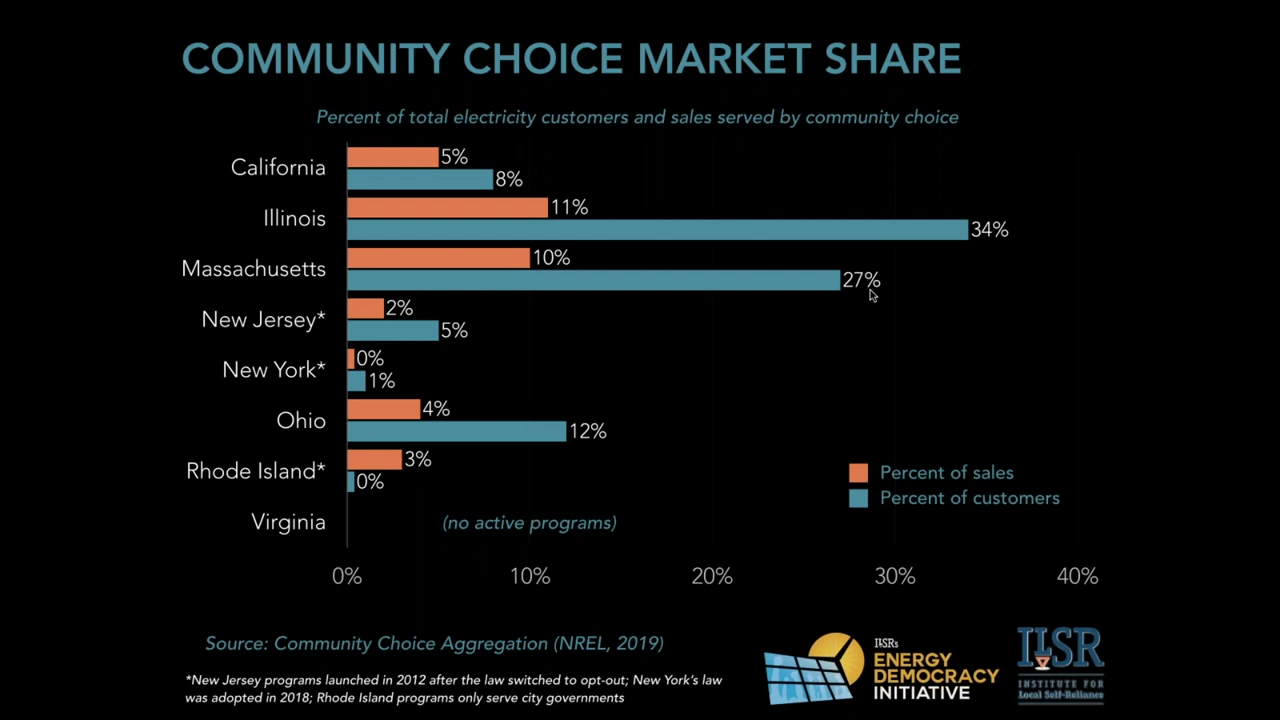 COMMUNITY CHOICE MARKET SHARE
Percent of total electricity customers and sales served by community choice
California
5%
8%
Illinois
11%
34%
Massachusetts
10%
27%
New Jersey*
2%
5%
New York*
0%
1%
Ohio
4%
12%
Rhode Island*
3%
0%
Virginia
(no active programs)
Percent of sales
Percent of customers
0% 10% 20% 30% 40%
Source: Community Choice Aggregation (NREL, 2019)
*New Jersey programs launched in 2012 after the law switched to opt-out; New York's law
was adopted in 2018; Rhode Island programs only serve city governments
ILSR's
ENERGY
DEMOCRACY
INITIATIVE
ILSR
INSTITUTE FOR
Local Self-Reliance